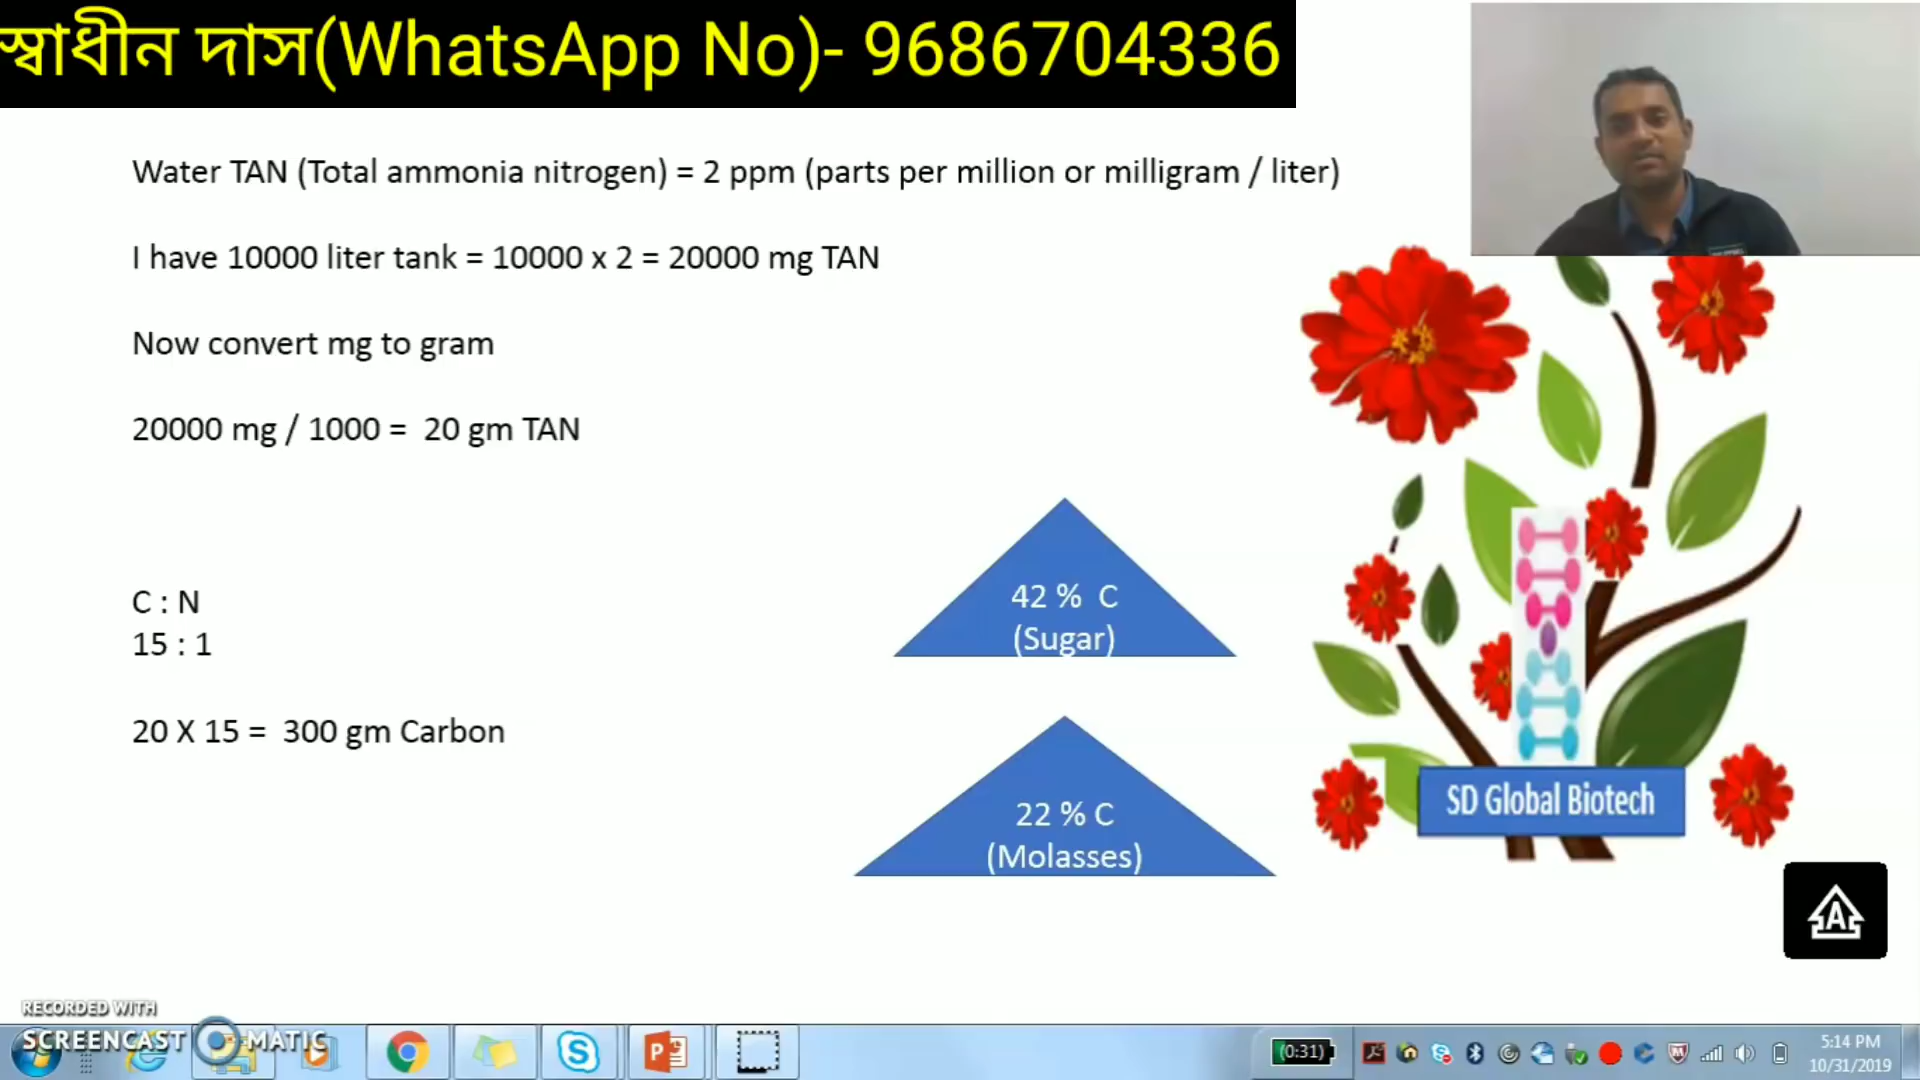 স্বাধীন দাস(WhatsApp No)- 9686704336
Water TAN (Total ammonia nitrogen) = 2 ppm (parts per million or milligram / liter)
I have 10000 liter tank = 10000 x 2 = 20000 mg TAN
Now convert mg to gram
20000 mg / 1000 =  20 gm TAN
C : N
15 : 1
20 X 15 =  300 gm Carbon
42 %  C
(Sugar)
22 % C
(Molasses)
SD Global Biotech
A
RECORDED WITH
SCREENCAST MATIC
(0:31)
5:14 PM
10/31/2019